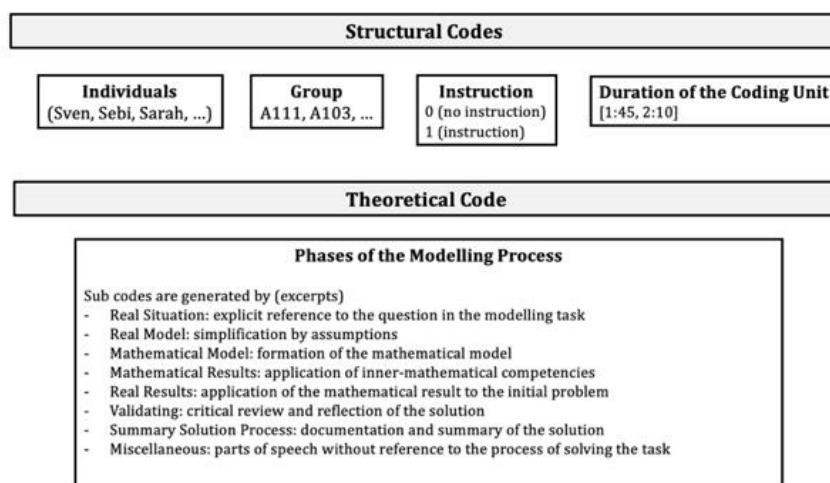 Structural Codes
Individuals
(Sven, Sebi, Sarah, ...)
Group
A111, A103, ...
Instruction
0 (no instruction)
1 (instruction)
Duration of the Coding Unit
[1:45, 2:10]
Theoretical Code
Phases of the Modelling Process
Sub codes are generated by (excerpts)
- Real Situation: explicit reference to the question in the modelling task
- Real Model: simplification by assumptions
- Mathematical Model: formation of the mathematical model
- Mathematical Results: application of inner-mathematical competencies
- Real Results: application of the mathematical result to the initial problem
- Validating: critical review and reflection of the solution
- Summary Solution Process: documentation and summary of the solution
- Miscellaneous: parts of speech without reference to the process of solving the task